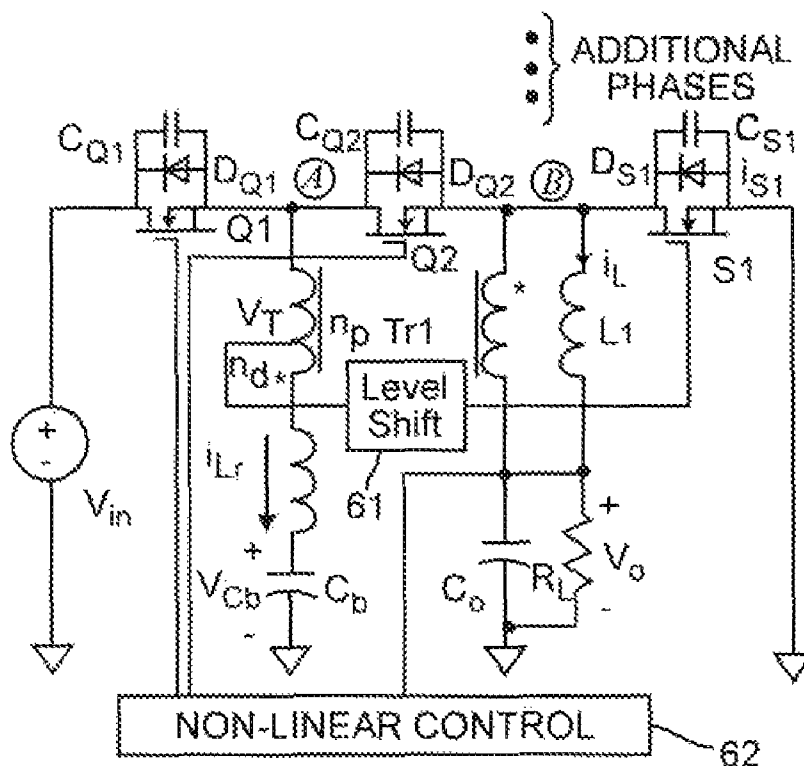 ADDITIONAL
PHASES
C_Q1
D_Q1
A
Q1
C_Q2
D_Q2
Q2
B
C_S1
D_S1
i_S1
S1
V_T
n_p
Tr1
n_d*
*
i_L
L1
Level
Shift
61
i_Lr
+
-
V_in
+
V_Cb
-
C_b
C_o
R_L
+
V_o
-
NON-LINEAR CONTROL
62